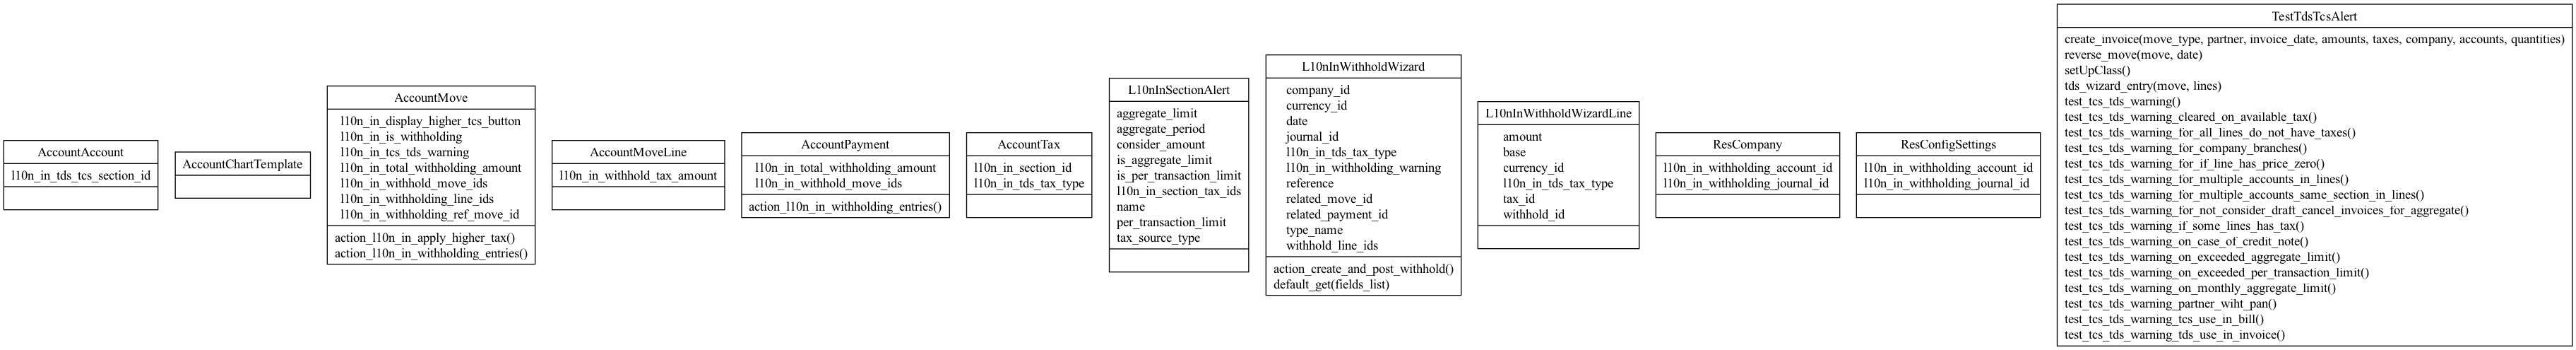 AccountAccount
l10n_in_tds_tcs_section_id
AccountChartTemplate
AccountMove
l10n_in_display_higher_tcs_button
l10n_in_is_withholding
l10n_in_tcs_tds_warning
l10n_in_total_withholding_amount
l10n_in_withhold_move_ids
l10n_in_withholding_line_ids
l10n_in_withholding_ref_move_id
action_l10n_in_apply_higher_tax()
action_l10n_in_withholding_entries()
AccountMoveLine
l10n_in_withhold_tax_amount
AccountPayment
l10n_in_total_withholding_amount
l10n_in_withhold_move_ids
action_l10n_in_withholding_entries()
AccountTax
l10n_in_section_id
l10n_in_tds_tax_type
L10nInSectionAlert
aggregate_limit
aggregate_period
consider_amount
is_aggregate_limit
is_per_transaction_limit
l10n_in_section_tax_ids
name
per_transaction_limit
tax_source_type
L10nInWithholdWizard
company_id
currency_id
date
journal_id
l10n_in_tds_tax_type
l10n_in_withholding_warning
reference
related_move_id
related_payment_id
type_name
withhold_line_ids
action_create_and_post_withhold()
default_get(fields_list)
L10nInWithholdWizardLine
amount
base
currency_id
l10n_in_tds_tax_type
tax_id
withhold_id
ResCompany
l10n_in_withholding_account_id
l10n_in_withholding_journal_id
ResConfigSettings
l10n_in_withholding_account_id
l10n_in_withholding_journal_id
TestTdsTcsAlert
create_invoice(move_type, partner, invoice_date, amounts, taxes, company, accounts, quantities)
reverse_move(move, date)
setUpClass()
tds_wizard_entry(move, lines)
test_tcs_tds_warning()
test_tcs_tds_warning_cleared_on_available_tax()
test_tcs_tds_warning_for_all_lines_do_not_have_taxes()
test_tcs_tds_warning_for_company_branches()
test_tcs_tds_warning_for_if_line_has_price_zero()
test_tcs_tds_warning_for_multiple_accounts_in_lines()
test_tcs_tds_warning_for_multiple_accounts_same_section_in_lines()
test_tcs_tds_warning_for_not_consider_draft_cancel_invoices_for_aggregate()
test_tcs_tds_warning_if_some_lines_has_tax()
test_tcs_tds_warning_on_case_of_credit_note()
test_tcs_tds_warning_on_exceeded_aggregate_limit()
test_tcs_tds_warning_on_exceeded_per_transaction_limit()
test_tcs_tds_warning_on_monthly_aggregate_limit()
test_tcs_tds_warning_partner_wiht_pan()
test_tcs_tds_warning_tcs_use_in_bill()
test_tcs_tds_warning_tds_use_in_invoice()